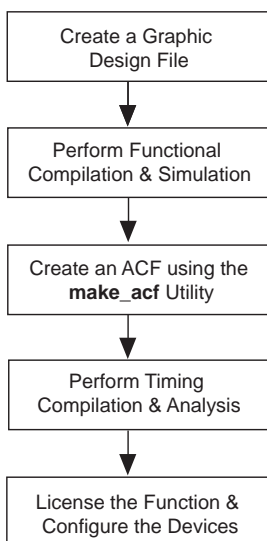 Create a Graphic
Design File
Perform Functional
Compilation & Simulation
Create an ACF using the
make_acf Utility
Perform Timing
Compilation & Analysis
License the Function &
Configure the Devices